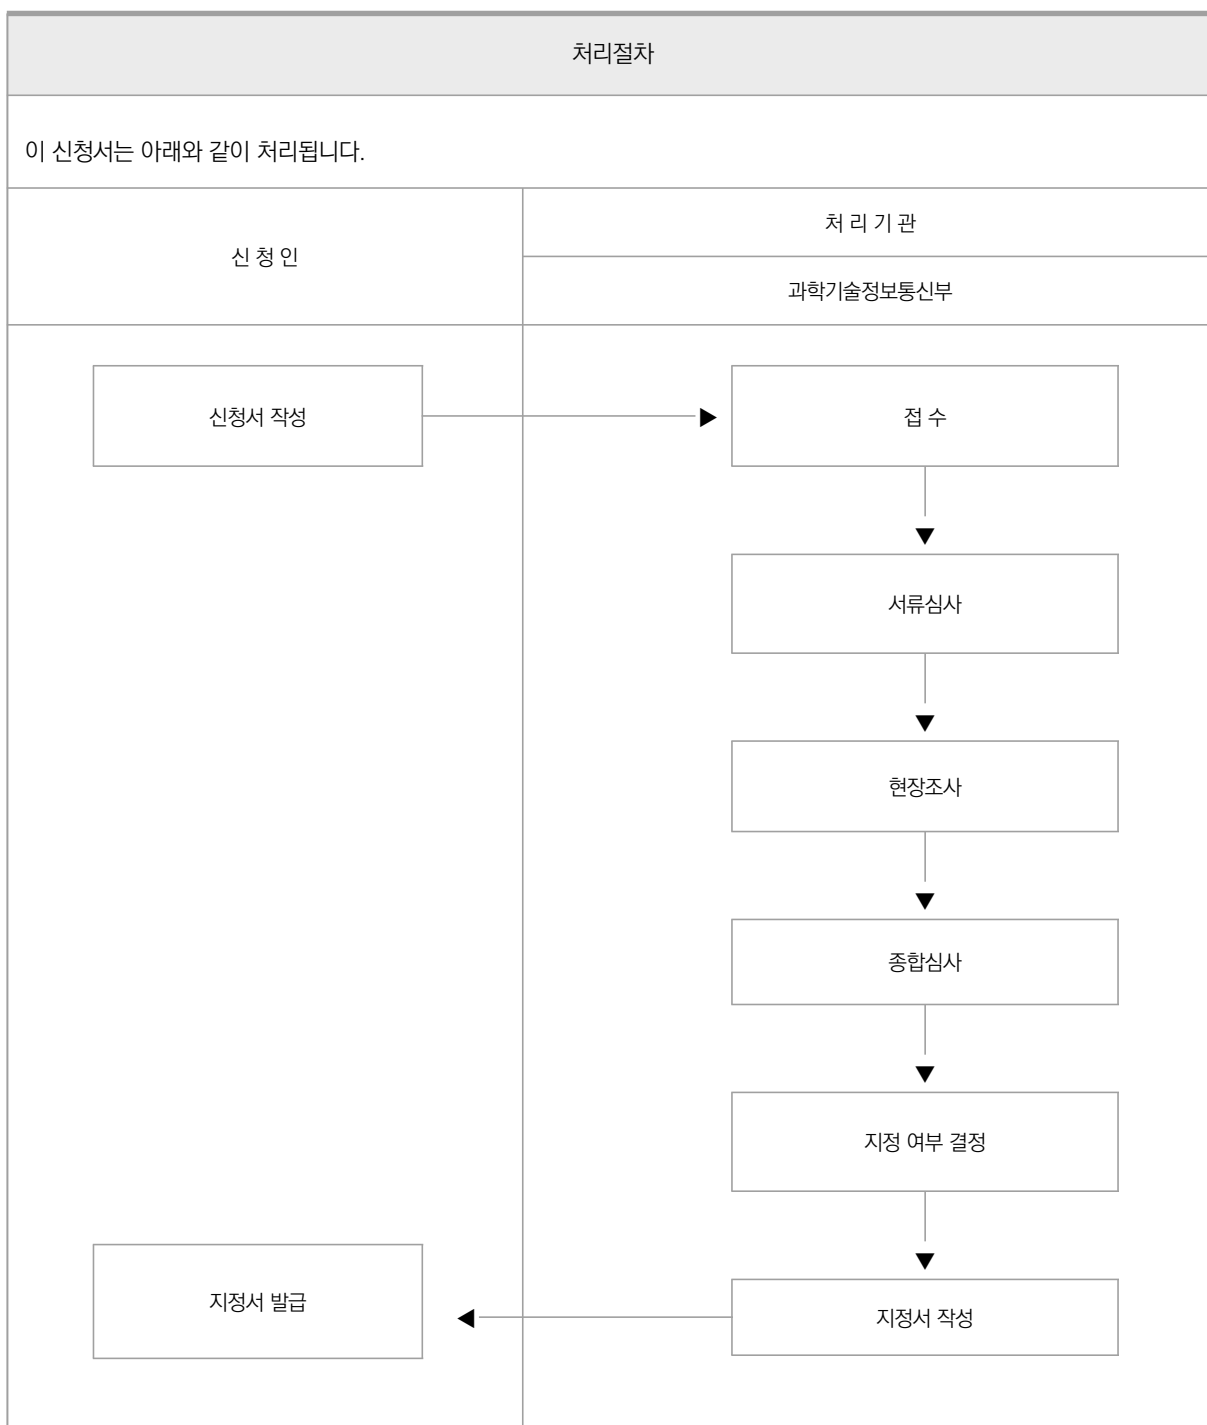 처리절차
이 신청서는 아래와 같이 처리됩니다.
신 청 인
처 리 기 관
과학기술정보통신부
신청서 작성
접 수
서류심사
현장조사
종합심사
지정 여부 결정
지정서 발급
지정서 작성